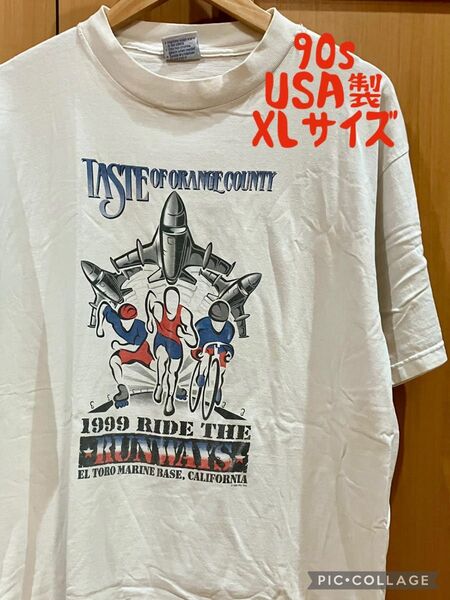 90s
USA製
XLサイズ
TASTE OF ORANGE COUNTY
1999 RIDE THE
RUNWAYS
EL TORO MARINE BASE, CALIFORNIA
PIC•COLLAGE